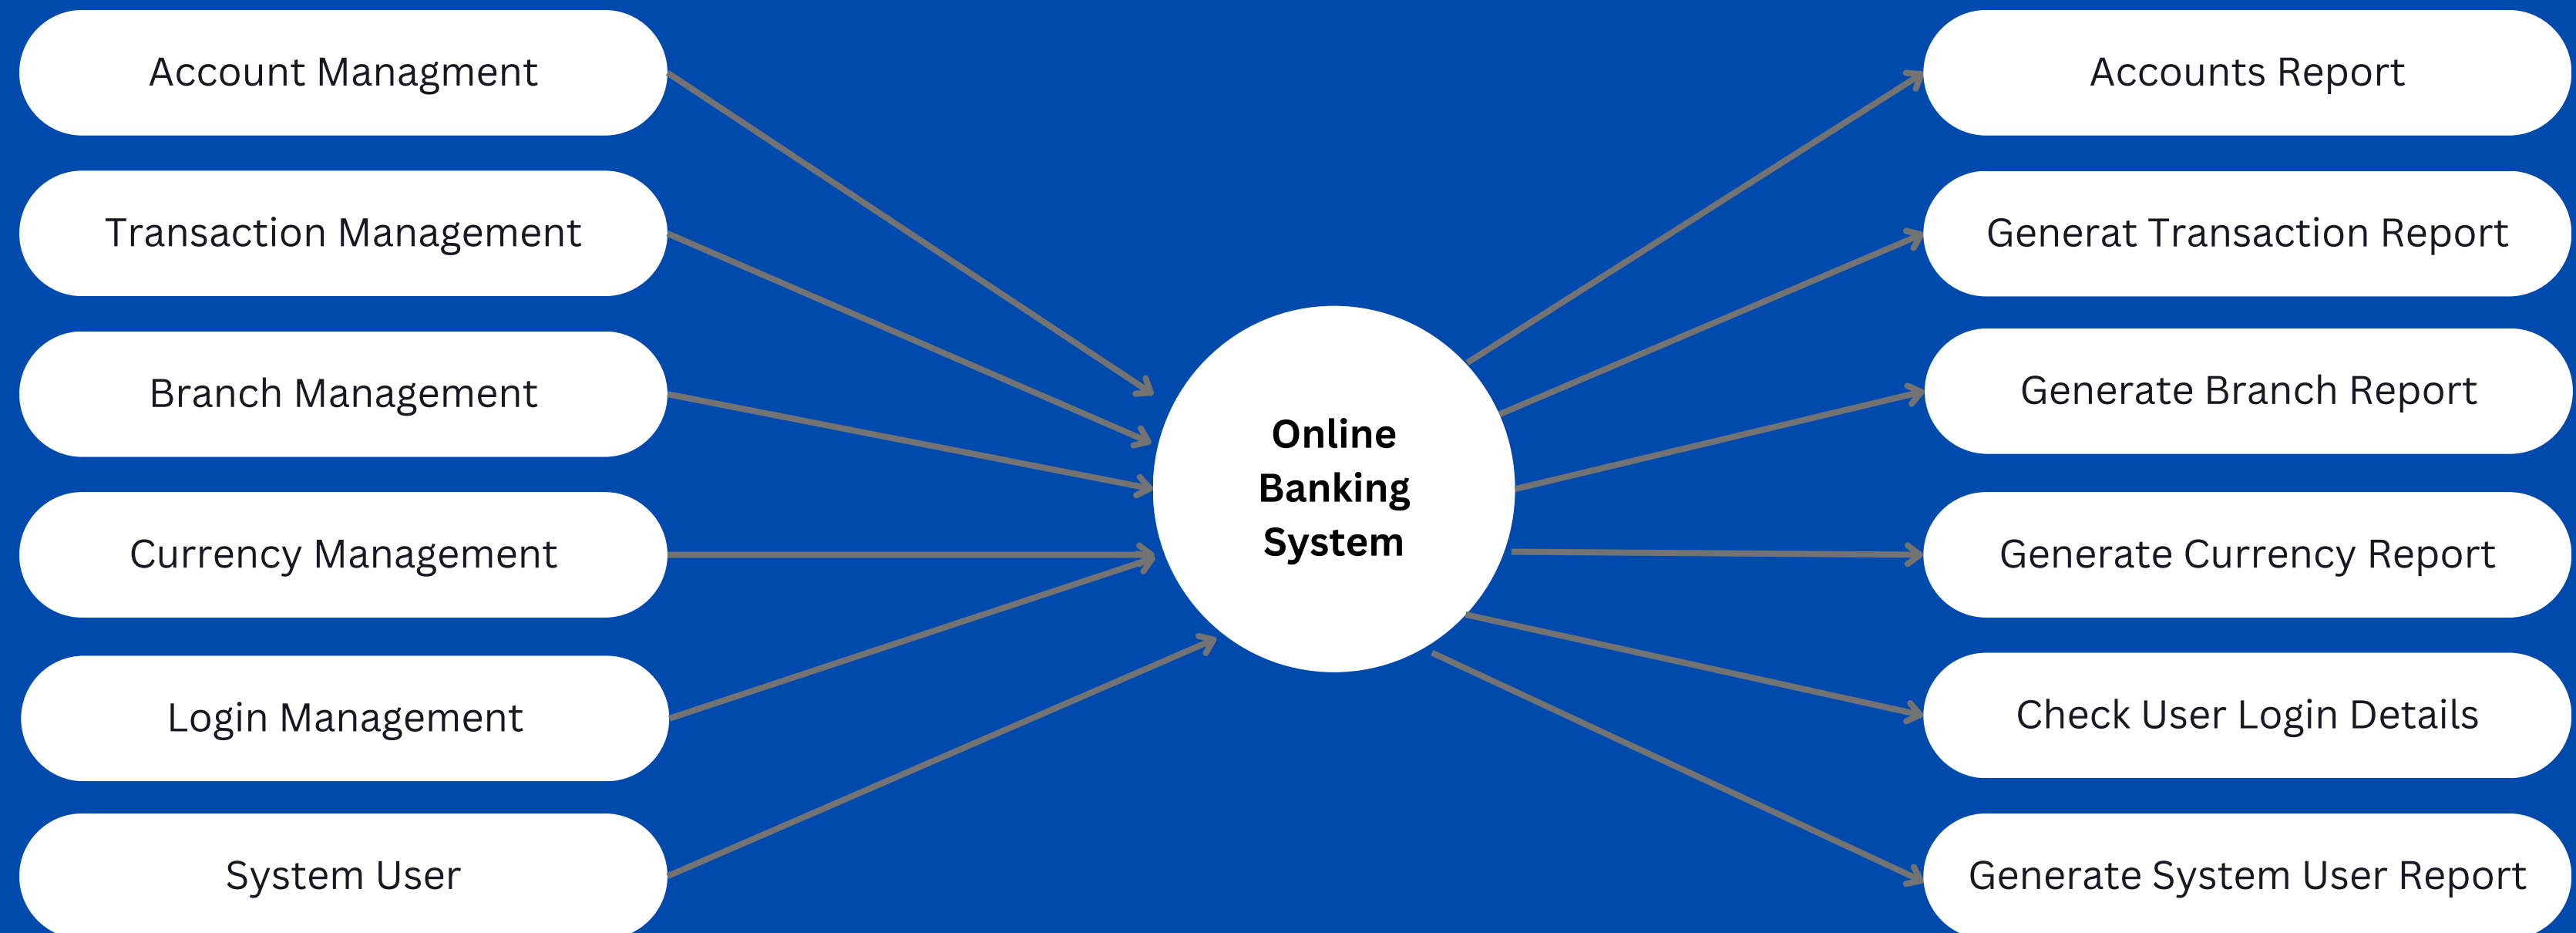 Account Managment
Transaction Management
Branch Management
Currency Management
Login Management
System User
Online
Banking
System
Accounts Report
Generat Transaction Report
Generate Branch Report
Generate Currency Report
Check User Login Details
Generate System User Report